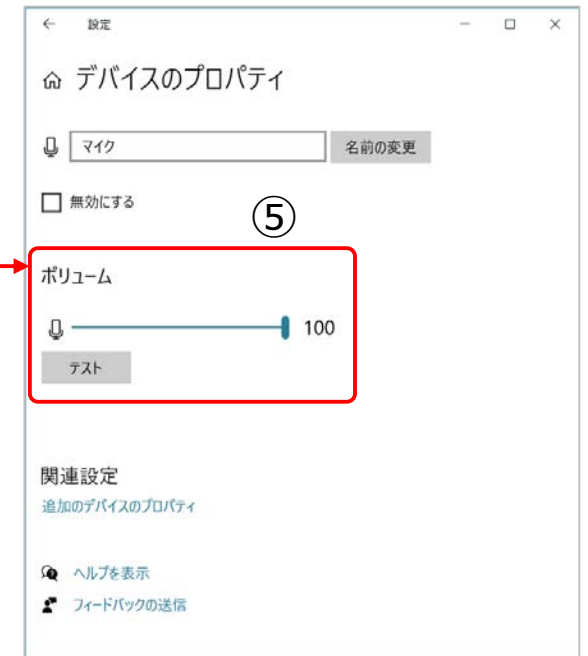 設定
デバイスのプロパティ
マイク 名前の変更
無効にする
⑤
ボリューム
100
テスト
関連設定
追加のデバイスのプロパティ
ヘルプを表示
フィードバックの送信